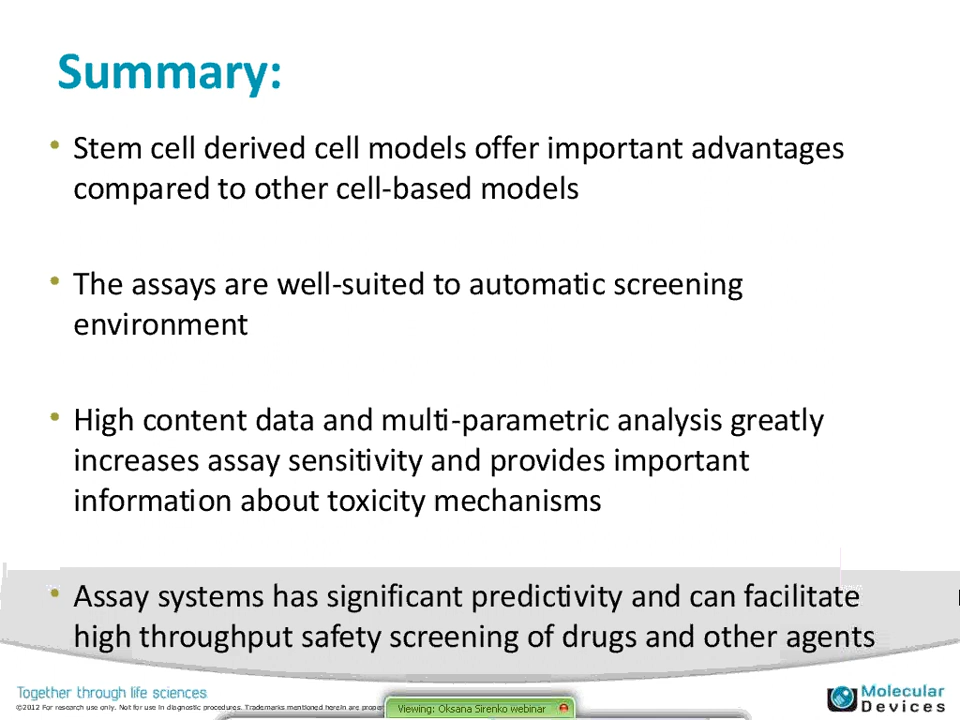 Summary:
• Stem cell derived cell models offer important advantages
compared to other cell-based models
• The assays are well-suited to automatic screening
environment
• High content data and multi-parametric analysis greatly
increases assay sensitivity and provides important
information about toxicity mechanisms
• Assay systems has significant predictivity and can facilitate
high throughput safety screening of drugs and other agents
Together through life sciences
©2012 For research use only. Not for use in diagnostic procedures. Trademarks mentioned herein are
Viewing: Oksana Sirenko webinar
Molecular
Devices